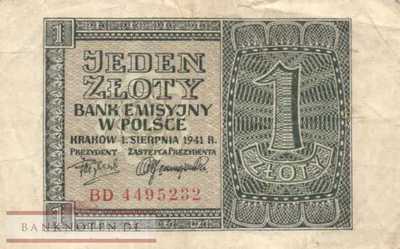 1
JEDEN
ZŁOTY
BANK EMISYJNY
W POLSCE
KRAKÓW 1. SIERPNIA 1941 R.
PREZYDENT ZASTĘPCA PREZYDENTA
BD 4495232
1
1
ZŁOTY
BANKNOTEN.DE